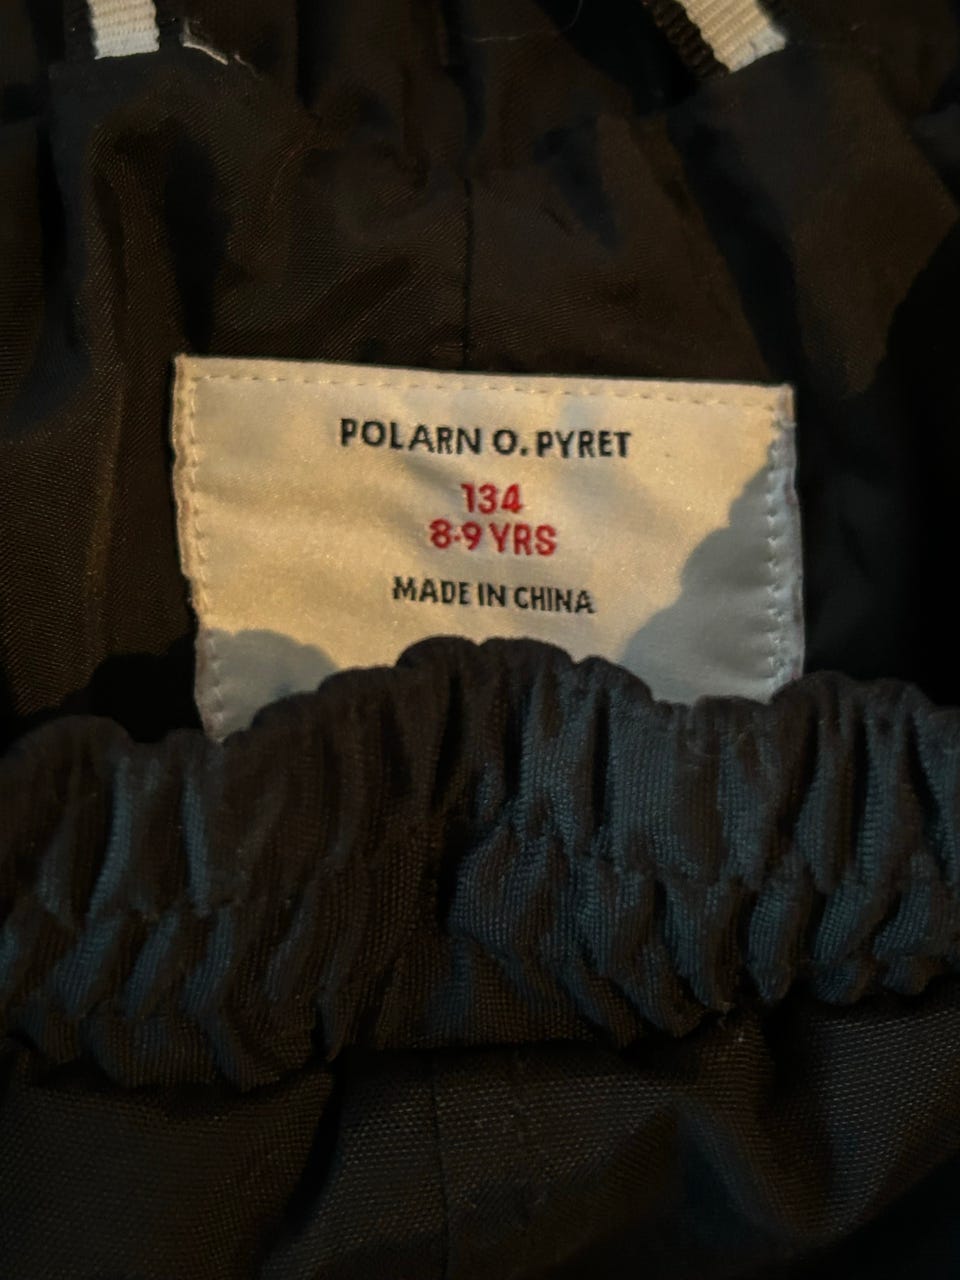 POLARN O. PYRET
134
8-9 YRS
MADE IN CHINA